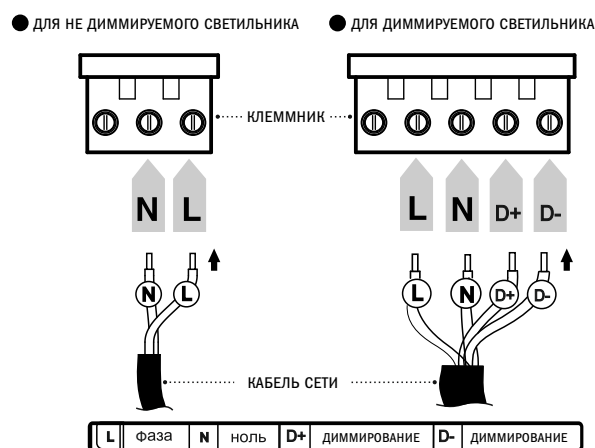 ДЛЯ НЕ ДИММИРУЕМОГО СВЕТИЛЬНИКА
ДЛЯ ДИММИРУЕМОГО СВЕТИЛЬНИКА
КЛЕММНИК
N L
L N D+ D-
N L
L N D+ D-
КАБЕЛЬ СЕТИ
L фаза N ноль D+ ДИММИРОВАНИЕ D- ДИММИРОВАНИЕ